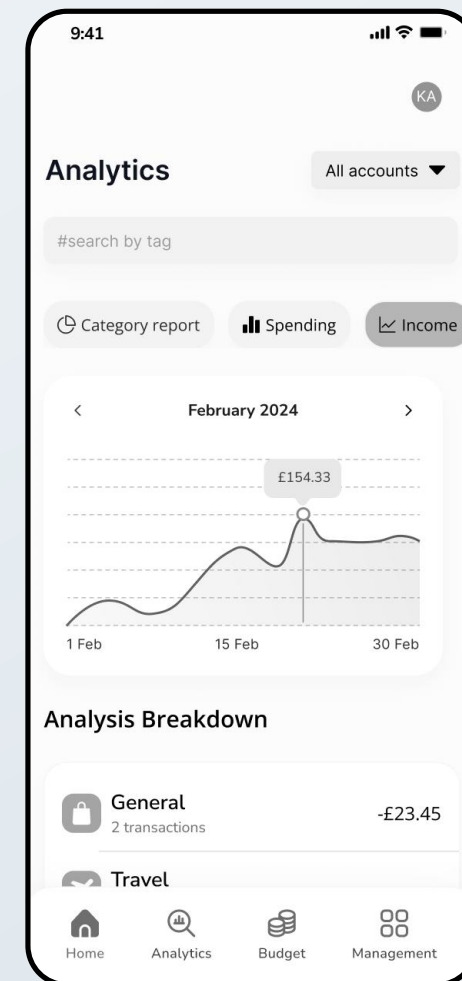 9:41
KA
Analytics
All accounts
#search by tag
Category report
Spending
Income
February 2024
£154.33
1 Feb
15 Feb
30 Feb
Analysis Breakdown
General
-£23.45
2 transactions
Travel
Home
Analytics
Budget
Management